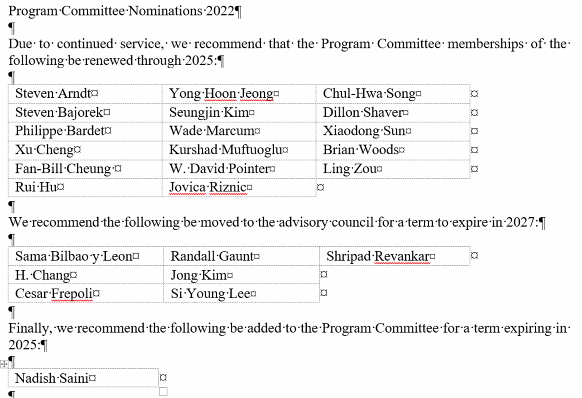 Program Committee Nominations 2022¶
¶
Due to continued service, we recommend that the Program Committee memberships of the
following be renewed through 2025:¶
¶
Steven Arndt¤ Yong Hoon Jeong¤ Chul-Hwa Song¤ ¤
Steven Bajorek¤ Seungjin Kim¤ Dillon Shaver¤ ¤
Philippe Bardet¤ Wade Marcum¤ Xiaodong Sun¤ ¤
Xu Cheng¤ Kurshad Muftuoglu¤ Brian Woods¤ ¤
Fan-Bill Cheung ¤ W. David Pointer¤ Ling Zou¤ ¤
Rui Hu¤ Jovica Riznic¤ ¤
¶
We recommend the following be moved to the advisory council for a term to expire in 2027:¶
¶
Sama Bilbao y Leon¤ Randall Gaunt¤ Shripad Revankar¤ ¤
H. Chang¤ Jong Kim¤ ¤
Cesar Frepoli¤ Si Young Lee¤ ¤
¶
Finally, we recommend the following be added to the Program Committee for a term expiring in
2025:¶
¶
Nadish Saini¤ ¤
¶